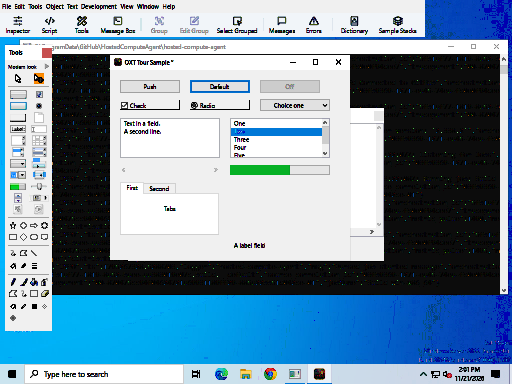 File Edit Tools Object Text Development View Window Help
Inspector Script Tools Message Box Group Edit Group Select Grouped Messages Errors Dictionary Sample Stacks
gramData\GitHub\HostedComputeAgent\hosted-compute-agent
Tools
Modern look
Label:
OXT Tour Sample *
Push Default Off
Check Radio Choice one
Text in a field.
A second line.
One
Three
Four
Five
First Second
Tabs
A label field
Type here to search
2:01 PM
11/21/2026